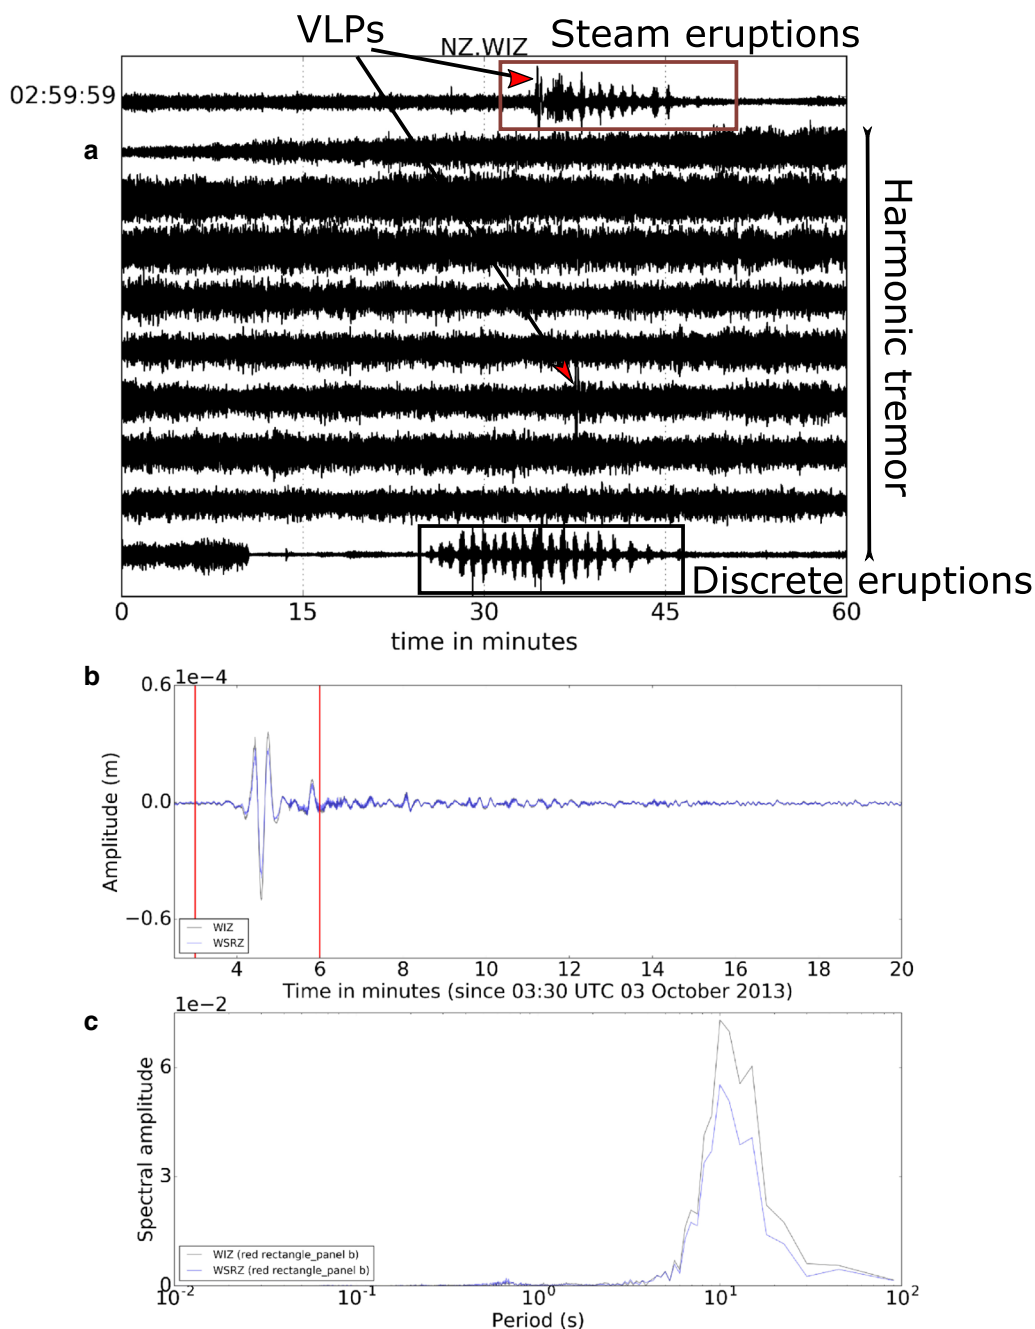 VLPs
NZ.WIZ
Steam eruptions
02:59:59
a
Harmonic tremor
Discrete eruptions
0 15 30 45 60
time in minutes
b
1e−4
0.6
0.0
−0.6
Amplitude (m)
WIZ
WSRZ
4 6 8 10 12 14 16 18 20
Time in minutes (since 03:30 UTC 03 October 2013)
c
1e−2
6
3
0
Spectral amplitude
WIZ (red rectangle_panel b)
WSRZ (red rectangle_panel b)
10-2 10-1 100 101 102
Period (s)